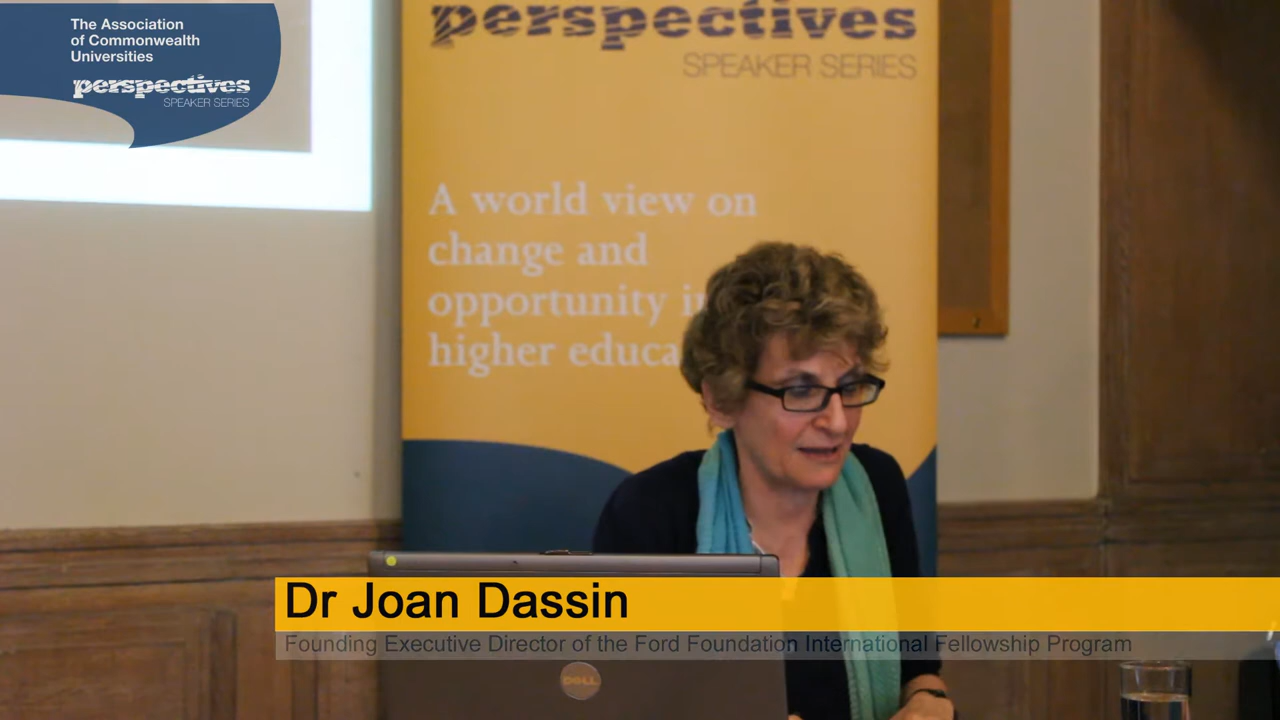 The Association
of Commonwealth
Universities
perspectives
SPEAKER SERIES
perspectives
SPEAKER SERIES
A world view on
change and
opportunity
higher
Dr Joan Dassin
Founding Executive Director of the Ford Foundation International Fellowship Program
DELL